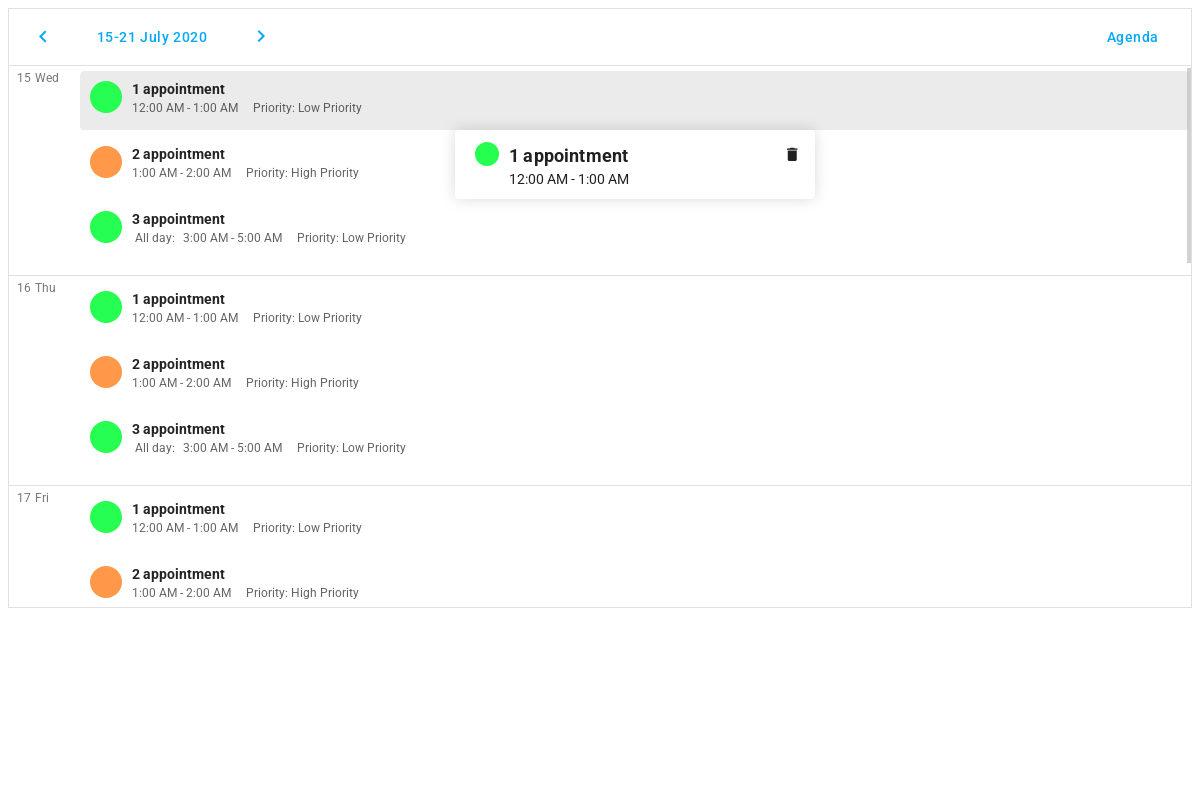 15-21 July 2020
Agenda
15 Wed
1 appointment
12:00 AM - 1:00 AM Priority: Low Priority
2 appointment
1:00 AM - 2:00 AM Priority: High Priority
1 appointment
12:00 AM - 1:00 AM
3 appointment
All day: 3:00 AM - 5:00 AM Priority: Low Priority
16 Thu
1 appointment
12:00 AM - 1:00 AM Priority: Low Priority
2 appointment
1:00 AM - 2:00 AM Priority: High Priority
3 appointment
All day: 3:00 AM - 5:00 AM Priority: Low Priority
17 Fri
1 appointment
12:00 AM - 1:00 AM Priority: Low Priority
2 appointment
1:00 AM - 2:00 AM Priority: High Priority